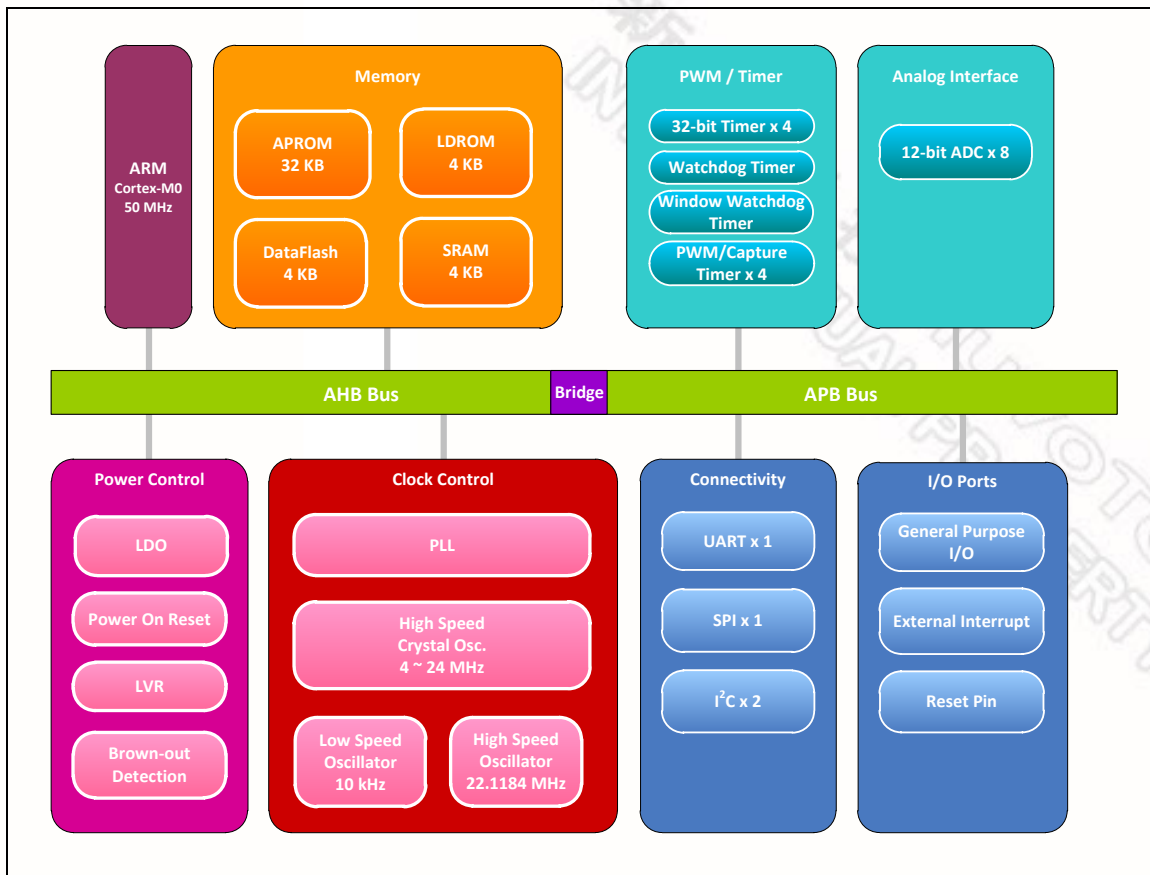 ARM
Cortex-M0
50 MHz
Memory
APROM
32 KB
LDROM
4 KB
DataFlash
4 KB
SRAM
4 KB
PWM / Timer
32-bit Timer x 4
Watchdog Timer
Window Watchdog
Timer
PWM/Capture
Timer x 4
Analog Interface
12-bit ADC x 8
AHB Bus
Bridge
APB Bus
Power Control
LDO
Power On Reset
LVR
Brown-out
Detection
Clock Control
PLL
High Speed
Crystal Osc.
4 ~ 24 MHz
Low Speed
Oscillator
10 kHz
High Speed
Oscillator
22.1184 MHz
Connectivity
UART x 1
SPI x 1
I²C x 2
I/O Ports
General Purpose
I/O
External Interrupt
Reset Pin